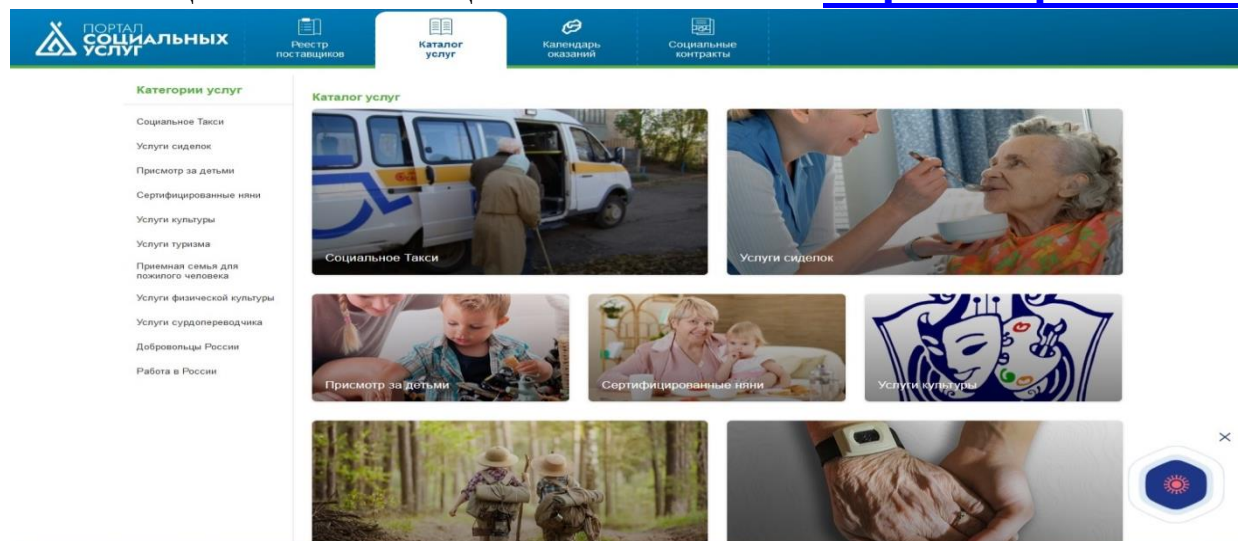 ПОРТАЛ
СОЦИАЛЬНЫХ
УСЛУГ
Реестр
поставщиков
Каталог
услуг
Календарь
оказаний
Социальные
контракты
Категории услуг
Социальное Такси
Услуги сиделок
Присмотр за детьми
Сертифицированные няни
Услуги культуры
Услуги туризма
Приемная семья для
пожилого человека
Услуги физической культуры
Услуги сурдопереводчика
Добровольцы России
Работа в России
Каталог услуг
Социальное Такси
Услуги сиделок
Присмотр за детьми
Сертифицированные няни
Услуги культуры